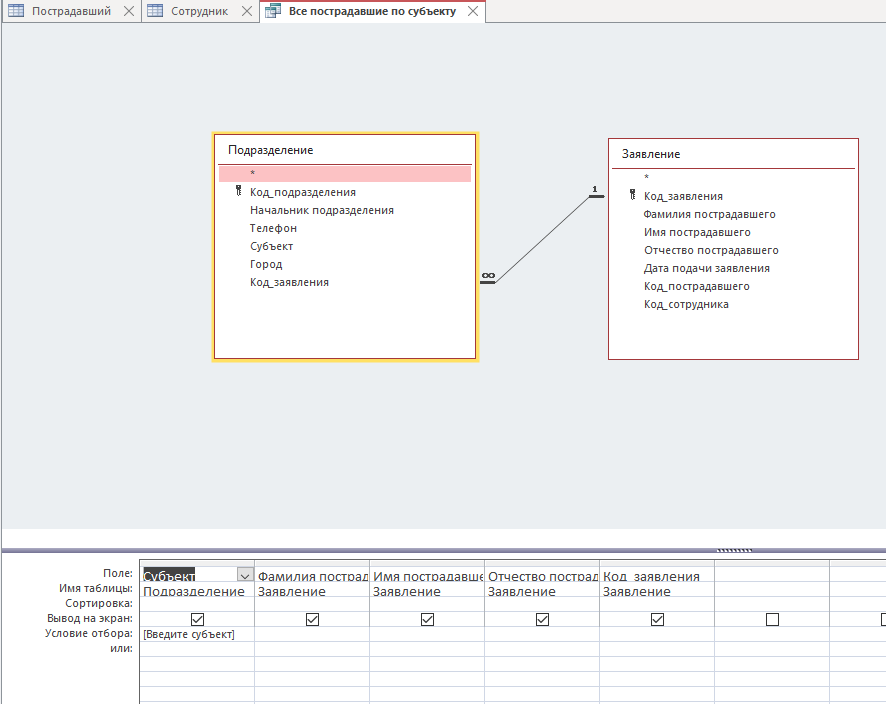 Пострадавший
Сотрудник
Все пострадавшие по субъекту
Подразделение
*
Код_подразделения
Начальник подразделения
Телефон
Субъект
Город
Код_заявления
∞
1
Заявление
*
Код_заявления
Фамилия пострадавшего
Имя пострадавшего
Отчество пострадавшего
Дата подачи заявления
Код_пострадавшего
Код_сотрудника
Поле: Субъект Фамилия пострад Имя пострадавше Отчество пострад Код_заявления
Имя таблицы: Подразделение Заявление Заявление Заявление Заявление
Сортировка:
Вывод на экран:
Условие отбора: [Введите субъект]
или: